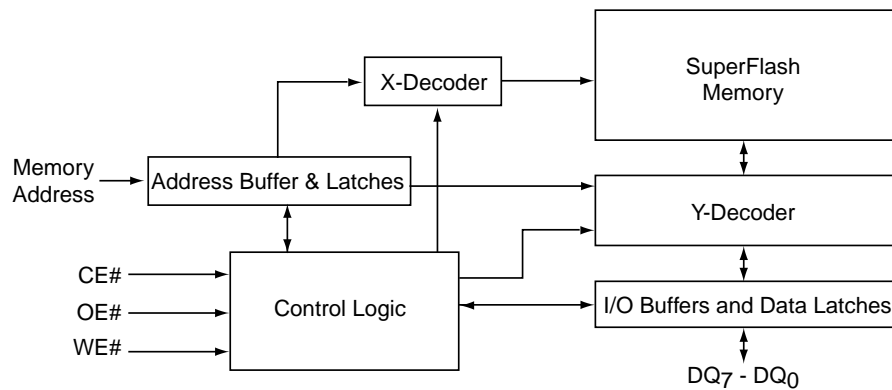 SuperFlash
Memory
X-Decoder
Memory
Address
Address Buffer & Latches
Y-Decoder
CE#
OE#
WE#
Control Logic
I/O Buffers and Data Latches
DQ7 - DQ0